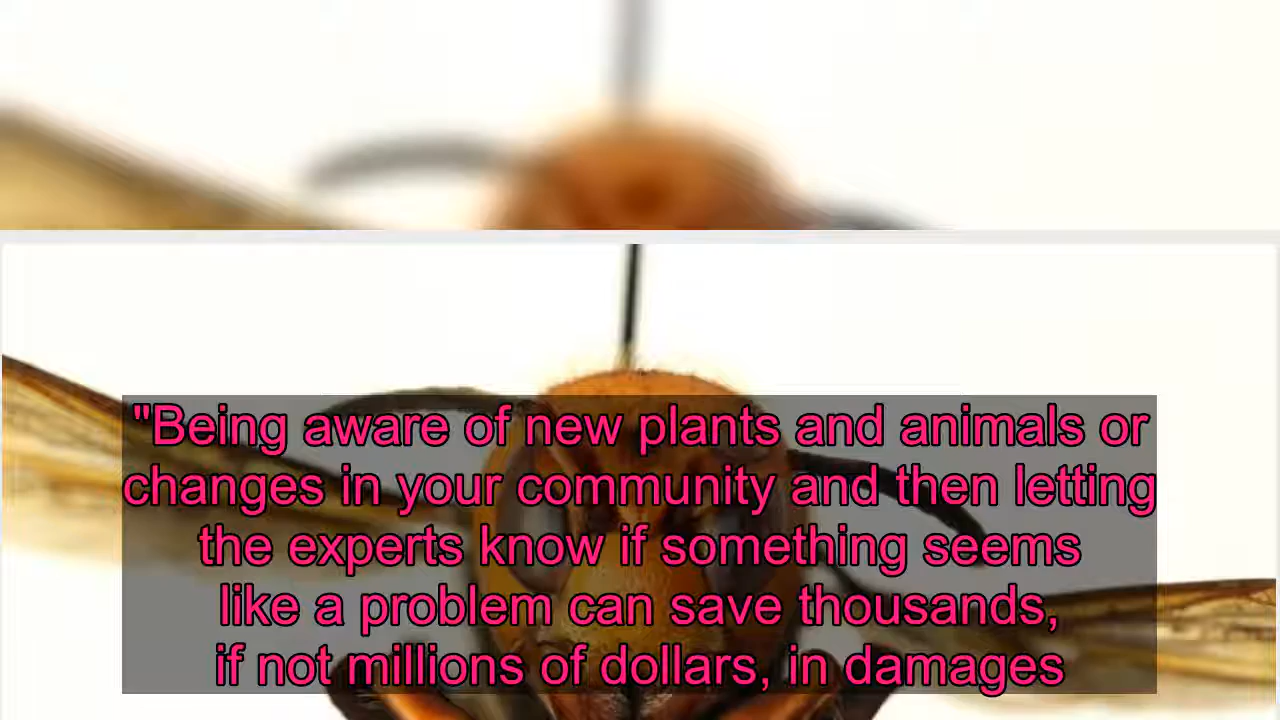 "Being aware of new plants and animals or
changes in your community and then letting
the experts know if something seems
like a problem can save thousands,
if not millions of dollars, in damages